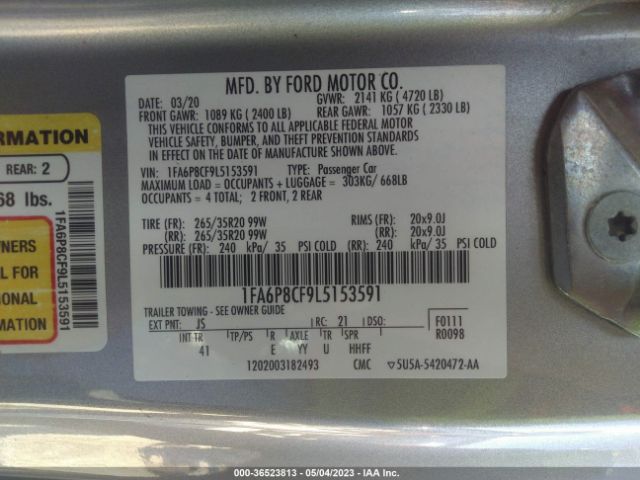 MFD. BY FORD MOTOR CO.
DATE: 03/20 GVWR: 2141 KG ( 4720 LB)
FRONT GAWR: 1089 KG ( 2400 LB) REAR GAWR: 1057 KG ( 2330 LB)
THIS VEHICLE CONFORMS TO ALL APPLICABLE FEDERAL MOTOR
VEHICLE SAFETY, BUMPER, AND THEFT PREVENTION STANDARDS
IN EFFECT ON THE DATE OF MANUFACTURE SHOWN ABOVE.
VIN: 1FA6P8CF9L5153591 TYPE: Passenger Car
MAXIMUM LOAD = OCCUPANTS + LUGGAGE = 303KG/ 668LB
OCCUPANTS = 4 TOTAL; 2 FRONT, 2 REAR
TIRE (FR): 265/35R20 99W RIMS (FR): 20x9.0J
(RR): 265/35R20 99W (RR): 20x9.0J
PRESSURE (FR): 240 kPa/ 35 PSI COLD (RR): 240 kPa/ 35 PSI COLD
1FA6P8CF9L5153591
TRAILER TOWING - SEE OWNER GUIDE
EXT PNT: JS RC: 21 DSO: F0111
INT TR TP/PS R AXLE TR SPR R0098
41 E YY U HHFF
1202003182493 CMC ▽5U5A-5420472-AA
ORMATION
REAR: 2
68 lbs.
WNERS
L FOR
IONAL
MATION
1FA6P8CF9L5153591
000-36523813 - 05/04/2023 - IAA Inc.